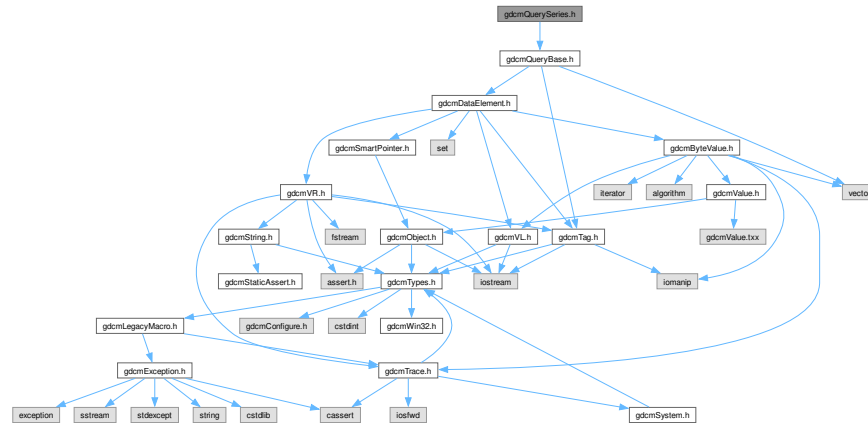 gdcmQuerySeries.h
gdcmQueryBase.h
gdcmDataElement.h
gdcmSmartPointer.h
set
gdcmByteValue.h
gdcmVR.h
iterator
algorithm
gdcmValue.h
vector
gdcmString.h
fstream
gdcmObject.h
gdcmVL.h
gdcmTag.h
gdcmValue.txx
gdcmStaticAssert.h
assert.h
gdcmTypes.h
iostream
iomanip
gdcmLegacyMacro.h
gdcmConfigure.h
cstdint
gdcmWin32.h
gdcmException.h
gdcmTrace.h
exception
sstream
stdexcept
string
cstdlib
cassert
iosfwd
gdcmSystem.h